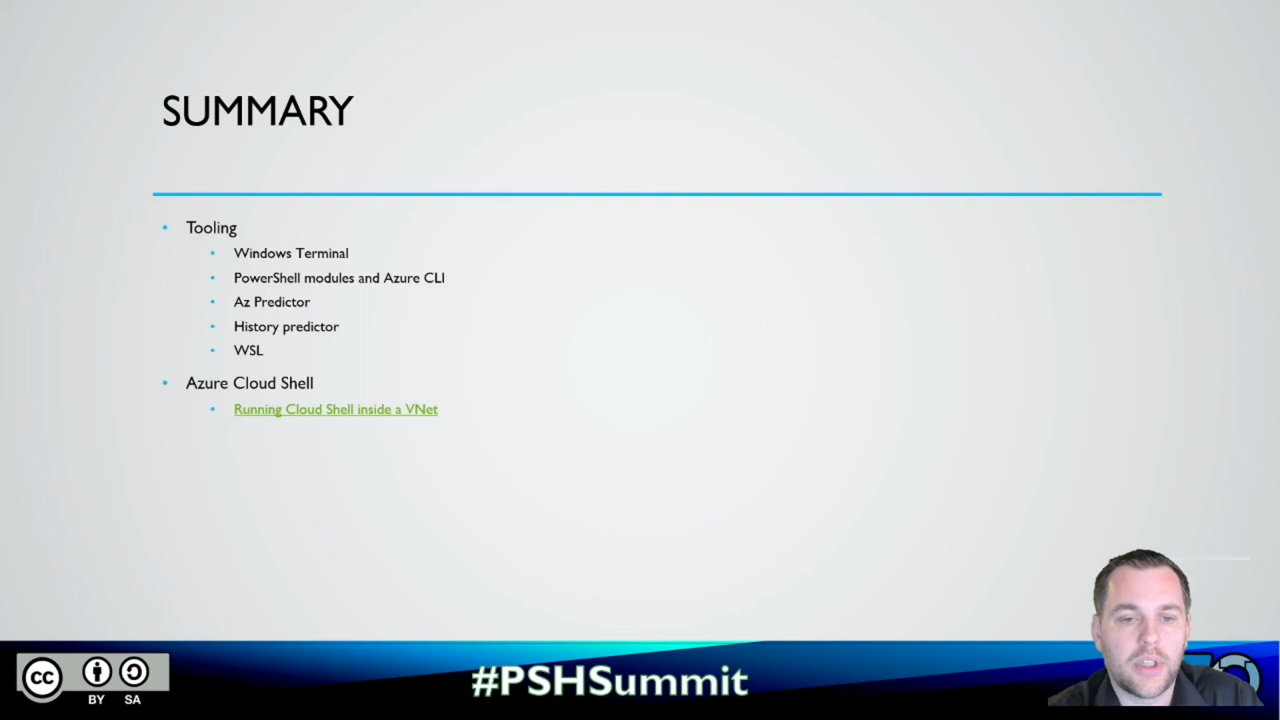 SUMMARY
• Tooling
• Windows Terminal
• PowerShell modules and Azure CLI
• Az Predictor
• History predictor
• WSL
• Azure Cloud Shell
• Running Cloud Shell inside a VNet
cc
BY SA
#PSHSummit